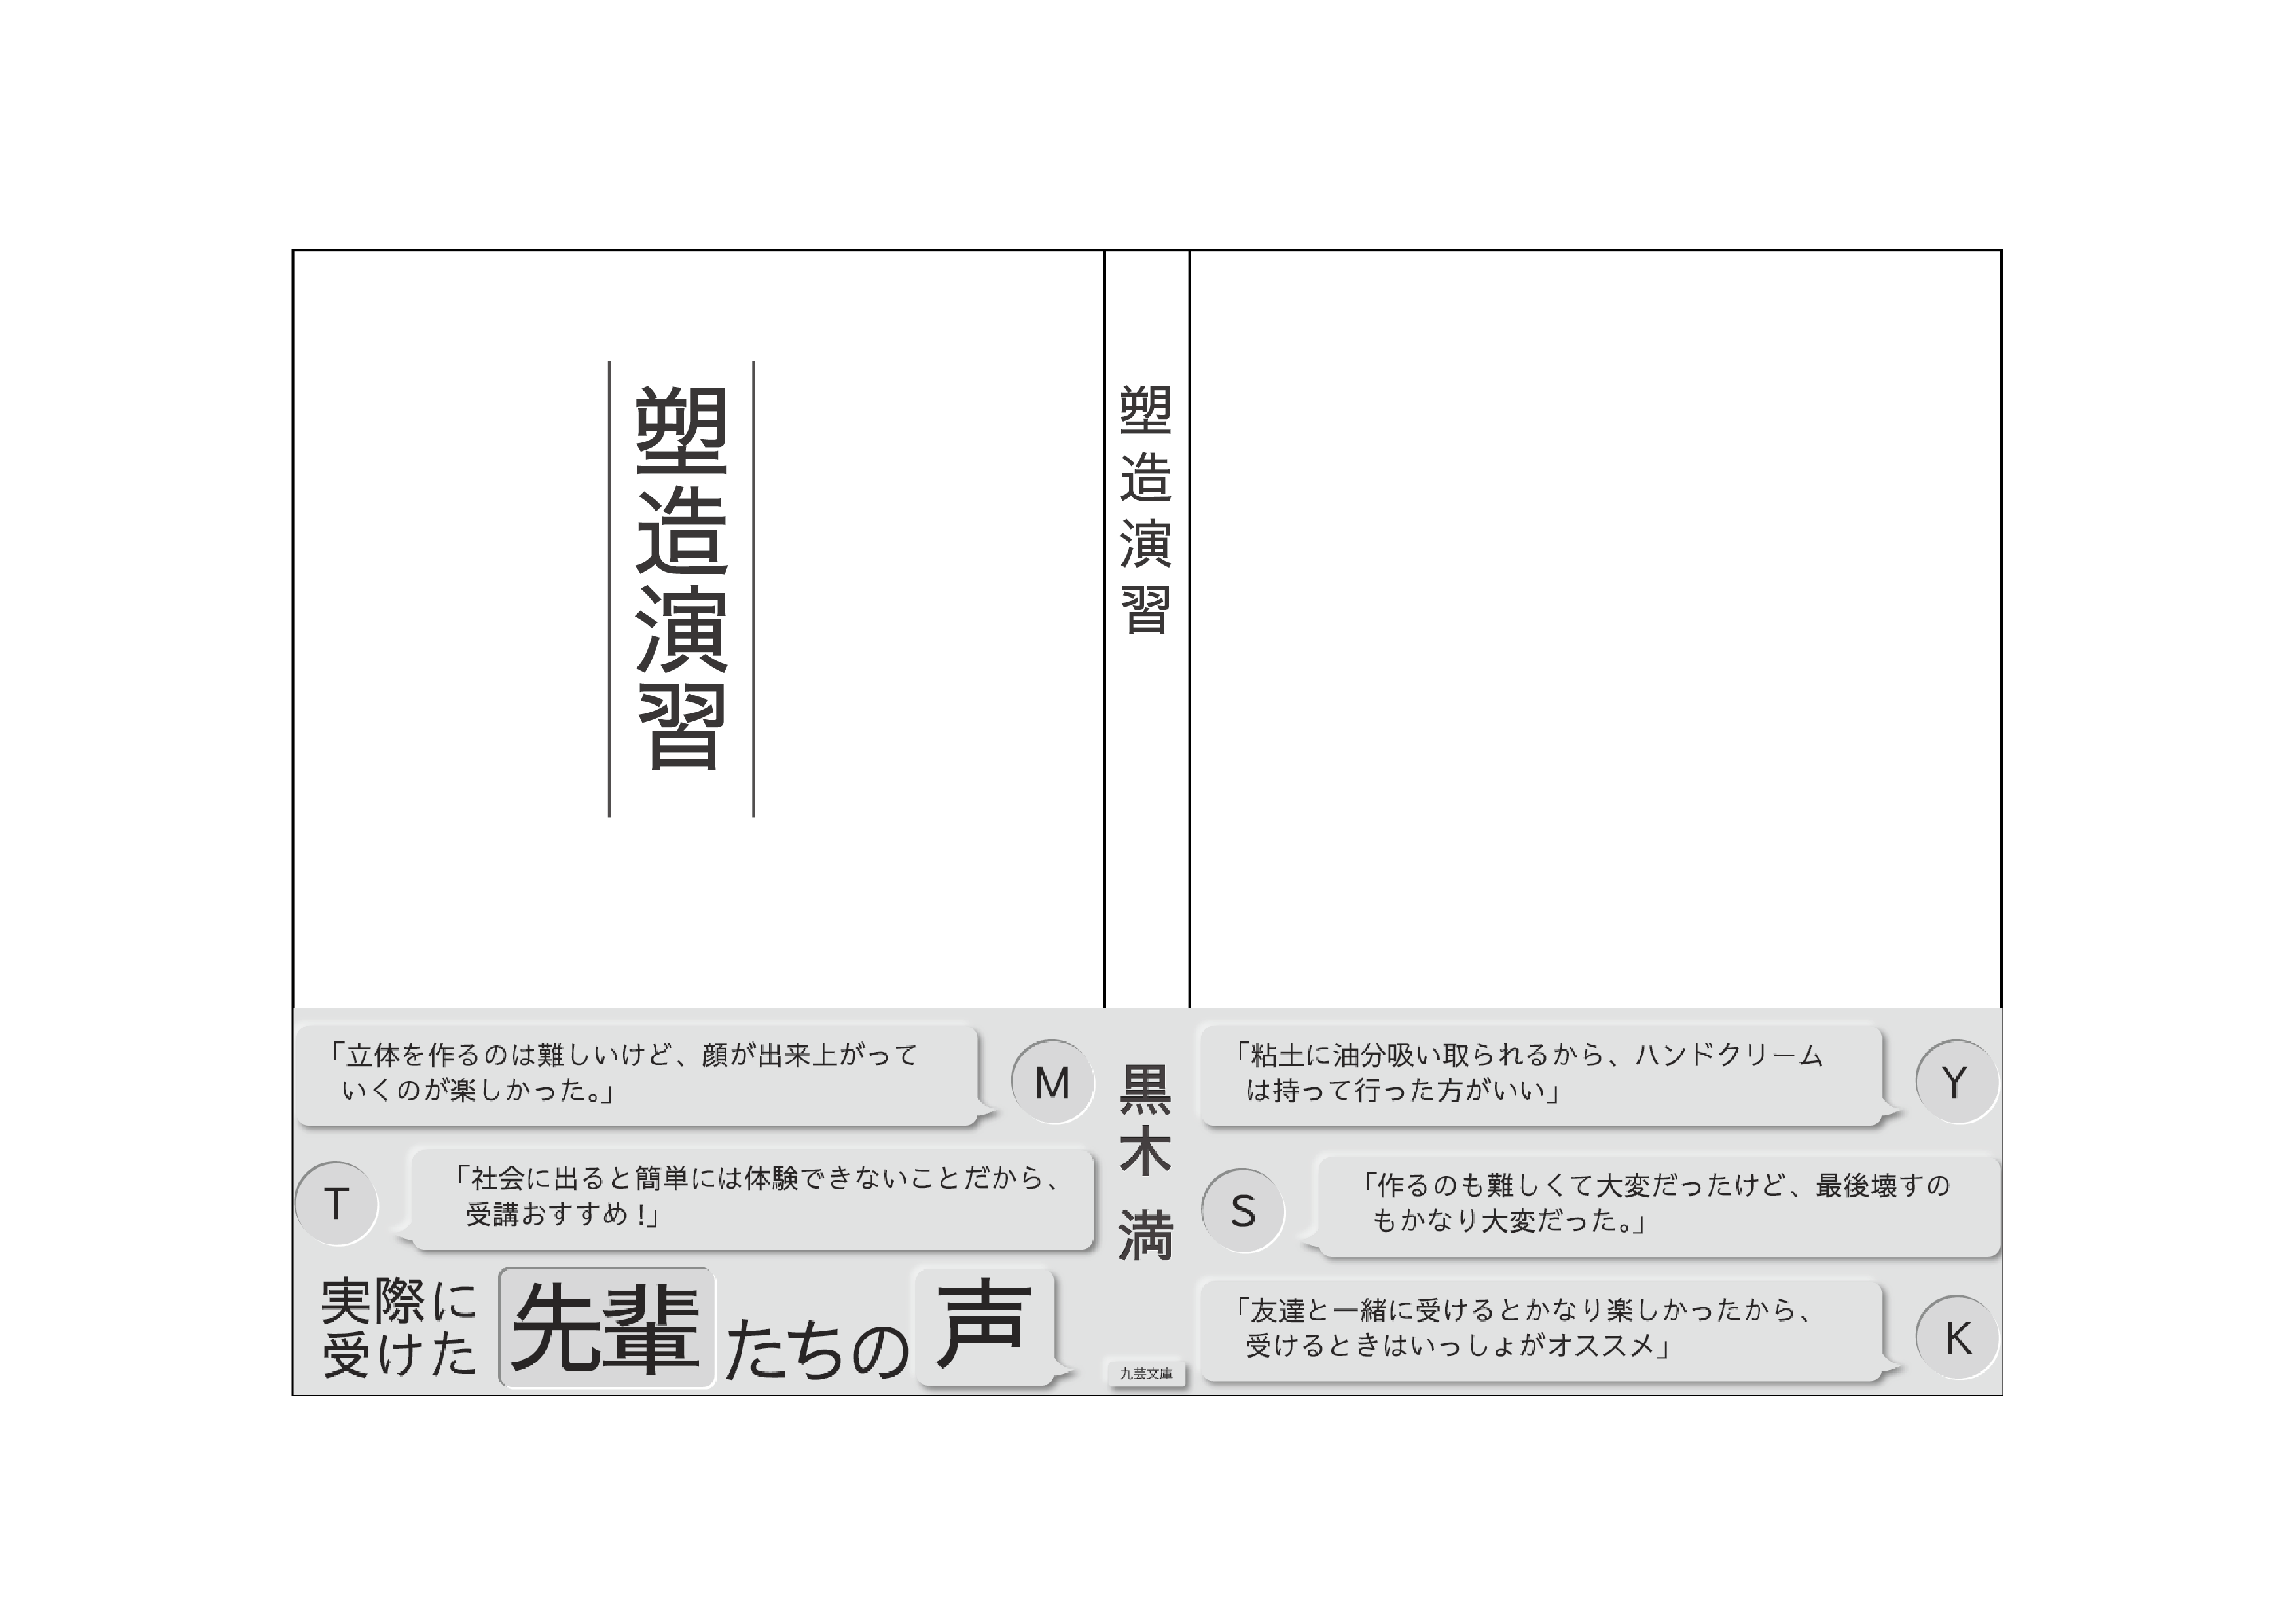 塑造演習
塑造演習
「立体を作るのは難しいけど、顔が出来上がって
いくのが楽しかった。」
M
T
「社会に出ると簡単には体験できないことだから、
受講おすすめ!」
実際に
受けた
先輩たちの声
黒木 満
九芸文庫
「粘土に油分吸い取られるから、ハンドクリーム
は持って行った方がいい」
Y
S
「作るのも難しくて大変だったけど、最後壊すの
もかなり大変だった。」
「友達と一緒に受けるとかなり楽しかったから、
受けるときはいっしょがオススメ」
K